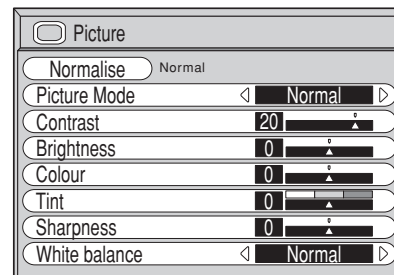 Picture
Normalise Normal
Picture Mode Normal
Contrast 20
Brightness 0
Colour 0
Tint 0
Sharpness 0
White balance Normal